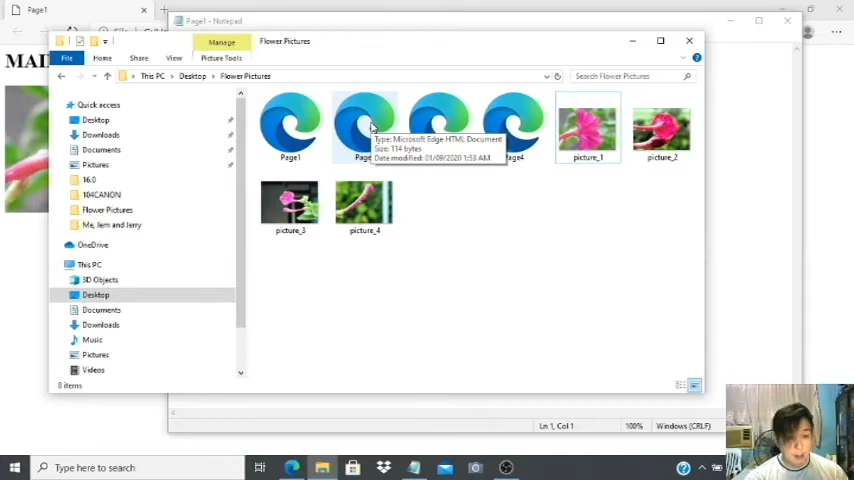 Page1
Page1 - Notepad
Manage
Flower Pictures
File
Home
Share
View
Picture Tools
This PC
Desktop
Flower Pictures
Search Flower Pictures
MAI
Quick access
Desktop
Downloads
Documents
Pictures
16.0
104CANON
Flower Pictures
Me, Jem and Jerry
OneDrive
This PC
3D Objects
Desktop
Documents
Downloads
Music
Pictures
Videos
Page1
Type: Microsoft Edge HTML Document
Size: 114 bytes
Date modified: 01/09/2020 1:53 AM
picture_1
picture_2
picture_3
picture_4
8 items
Ln 1, Col 1
100%
Windows (CRLF)
Type here to search